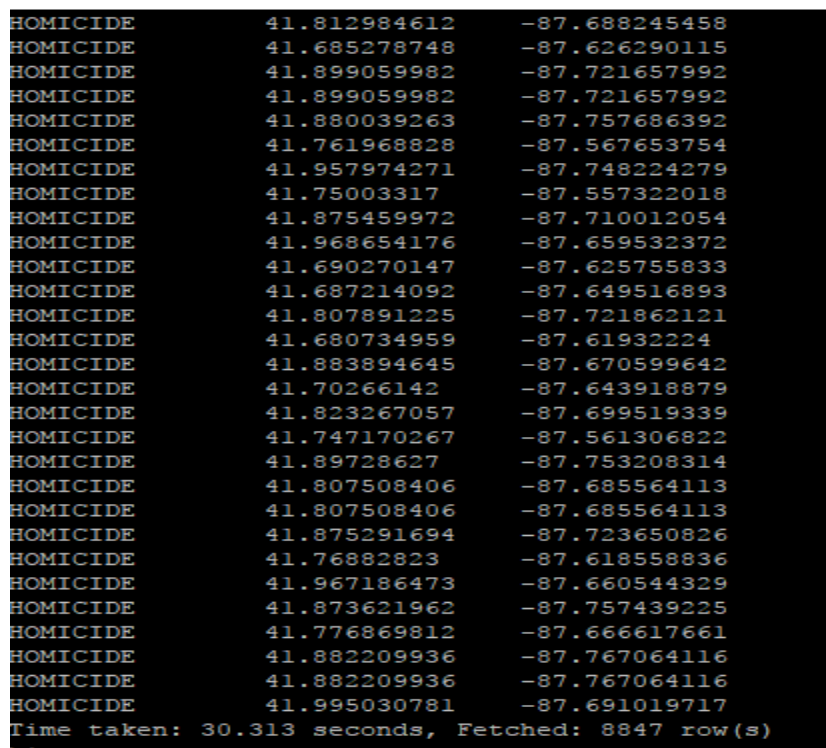 HOMICIDE 41.812984612 -87.688245458
HOMICIDE 41.685278748 -87.626290115
HOMICIDE 41.899059982 -87.721657992
HOMICIDE 41.899059982 -87.721657992
HOMICIDE 41.880039263 -87.757686392
HOMICIDE 41.761968828 -87.567653754
HOMICIDE 41.957974271 -87.748224279
HOMICIDE 41.75003317 -87.557322018
HOMICIDE 41.875459972 -87.710012054
HOMICIDE 41.968654176 -87.659532372
HOMICIDE 41.690270147 -87.625755833
HOMICIDE 41.687214092 -87.649516893
HOMICIDE 41.807891225 -87.721862121
HOMICIDE 41.680734959 -87.61932224
HOMICIDE 41.883894645 -87.670599642
HOMICIDE 41.70266142 -87.643918879
HOMICIDE 41.823267057 -87.699519339
HOMICIDE 41.747170267 -87.561306822
HOMICIDE 41.89728627 -87.753208314
HOMICIDE 41.807508406 -87.685564113
HOMICIDE 41.807508406 -87.685564113
HOMICIDE 41.875291694 -87.723650826
HOMICIDE 41.76882823 -87.618558836
HOMICIDE 41.967186473 -87.660544329
HOMICIDE 41.873621962 -87.757439225
HOMICIDE 41.776869812 -87.666617661
HOMICIDE 41.882209936 -87.767064116
HOMICIDE 41.882209936 -87.767064116
HOMICIDE 41.995030781 -87.691019717
Time taken: 30.313 seconds, Fetched: 8847 row(s)